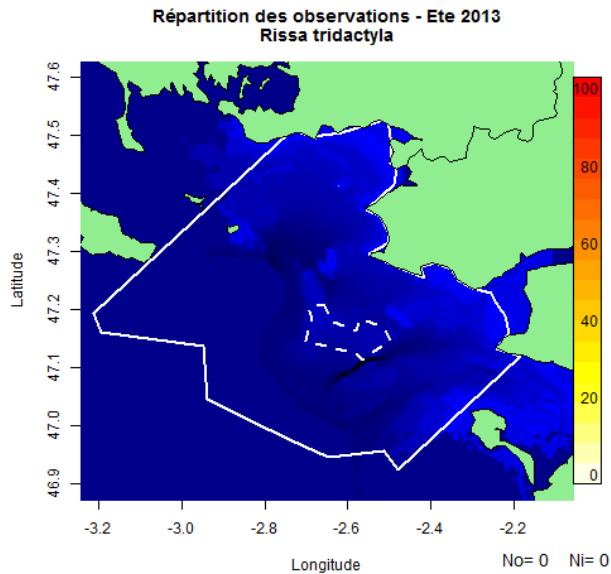 Répartition des observations - Ete 2013
Rissa tridactyla
Latitude
47.6
47.5
47.4
47.3
47.2
47.1
47.0
46.9
100
80
60
40
20
0
-3.2 -3.0 -2.8 -2.6 -2.4 -2.2
Longitude
No= 0 Ni= 0